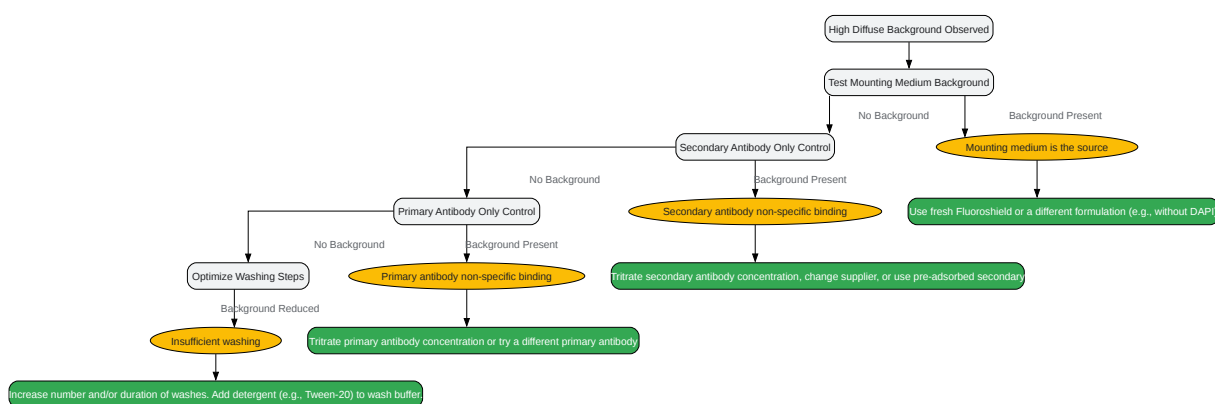 High Diffuse Background Observed
Test Mounting Medium Background
No Background
Background Present
Secondary Antibody Only Control
Mounting medium is the source
No Background
Background Present
Primary Antibody Only Control
Secondary antibody non-specific binding
Use fresh Fluoroshield or a different formulation (e.g., without DAPI
No Background
Background Present
Optimize Washing Steps
Primary antibody non-specific binding
Tritrate secondary antibody concentration, change supplier, or use pre-adsorbed secondary
Background Reduced
Insufficient washing
Tritrate primary antibody concentration or try a different primary antibody
Increase number and/or duration of washes. Add detergent (e.g., Tween-20) to wash buffer.